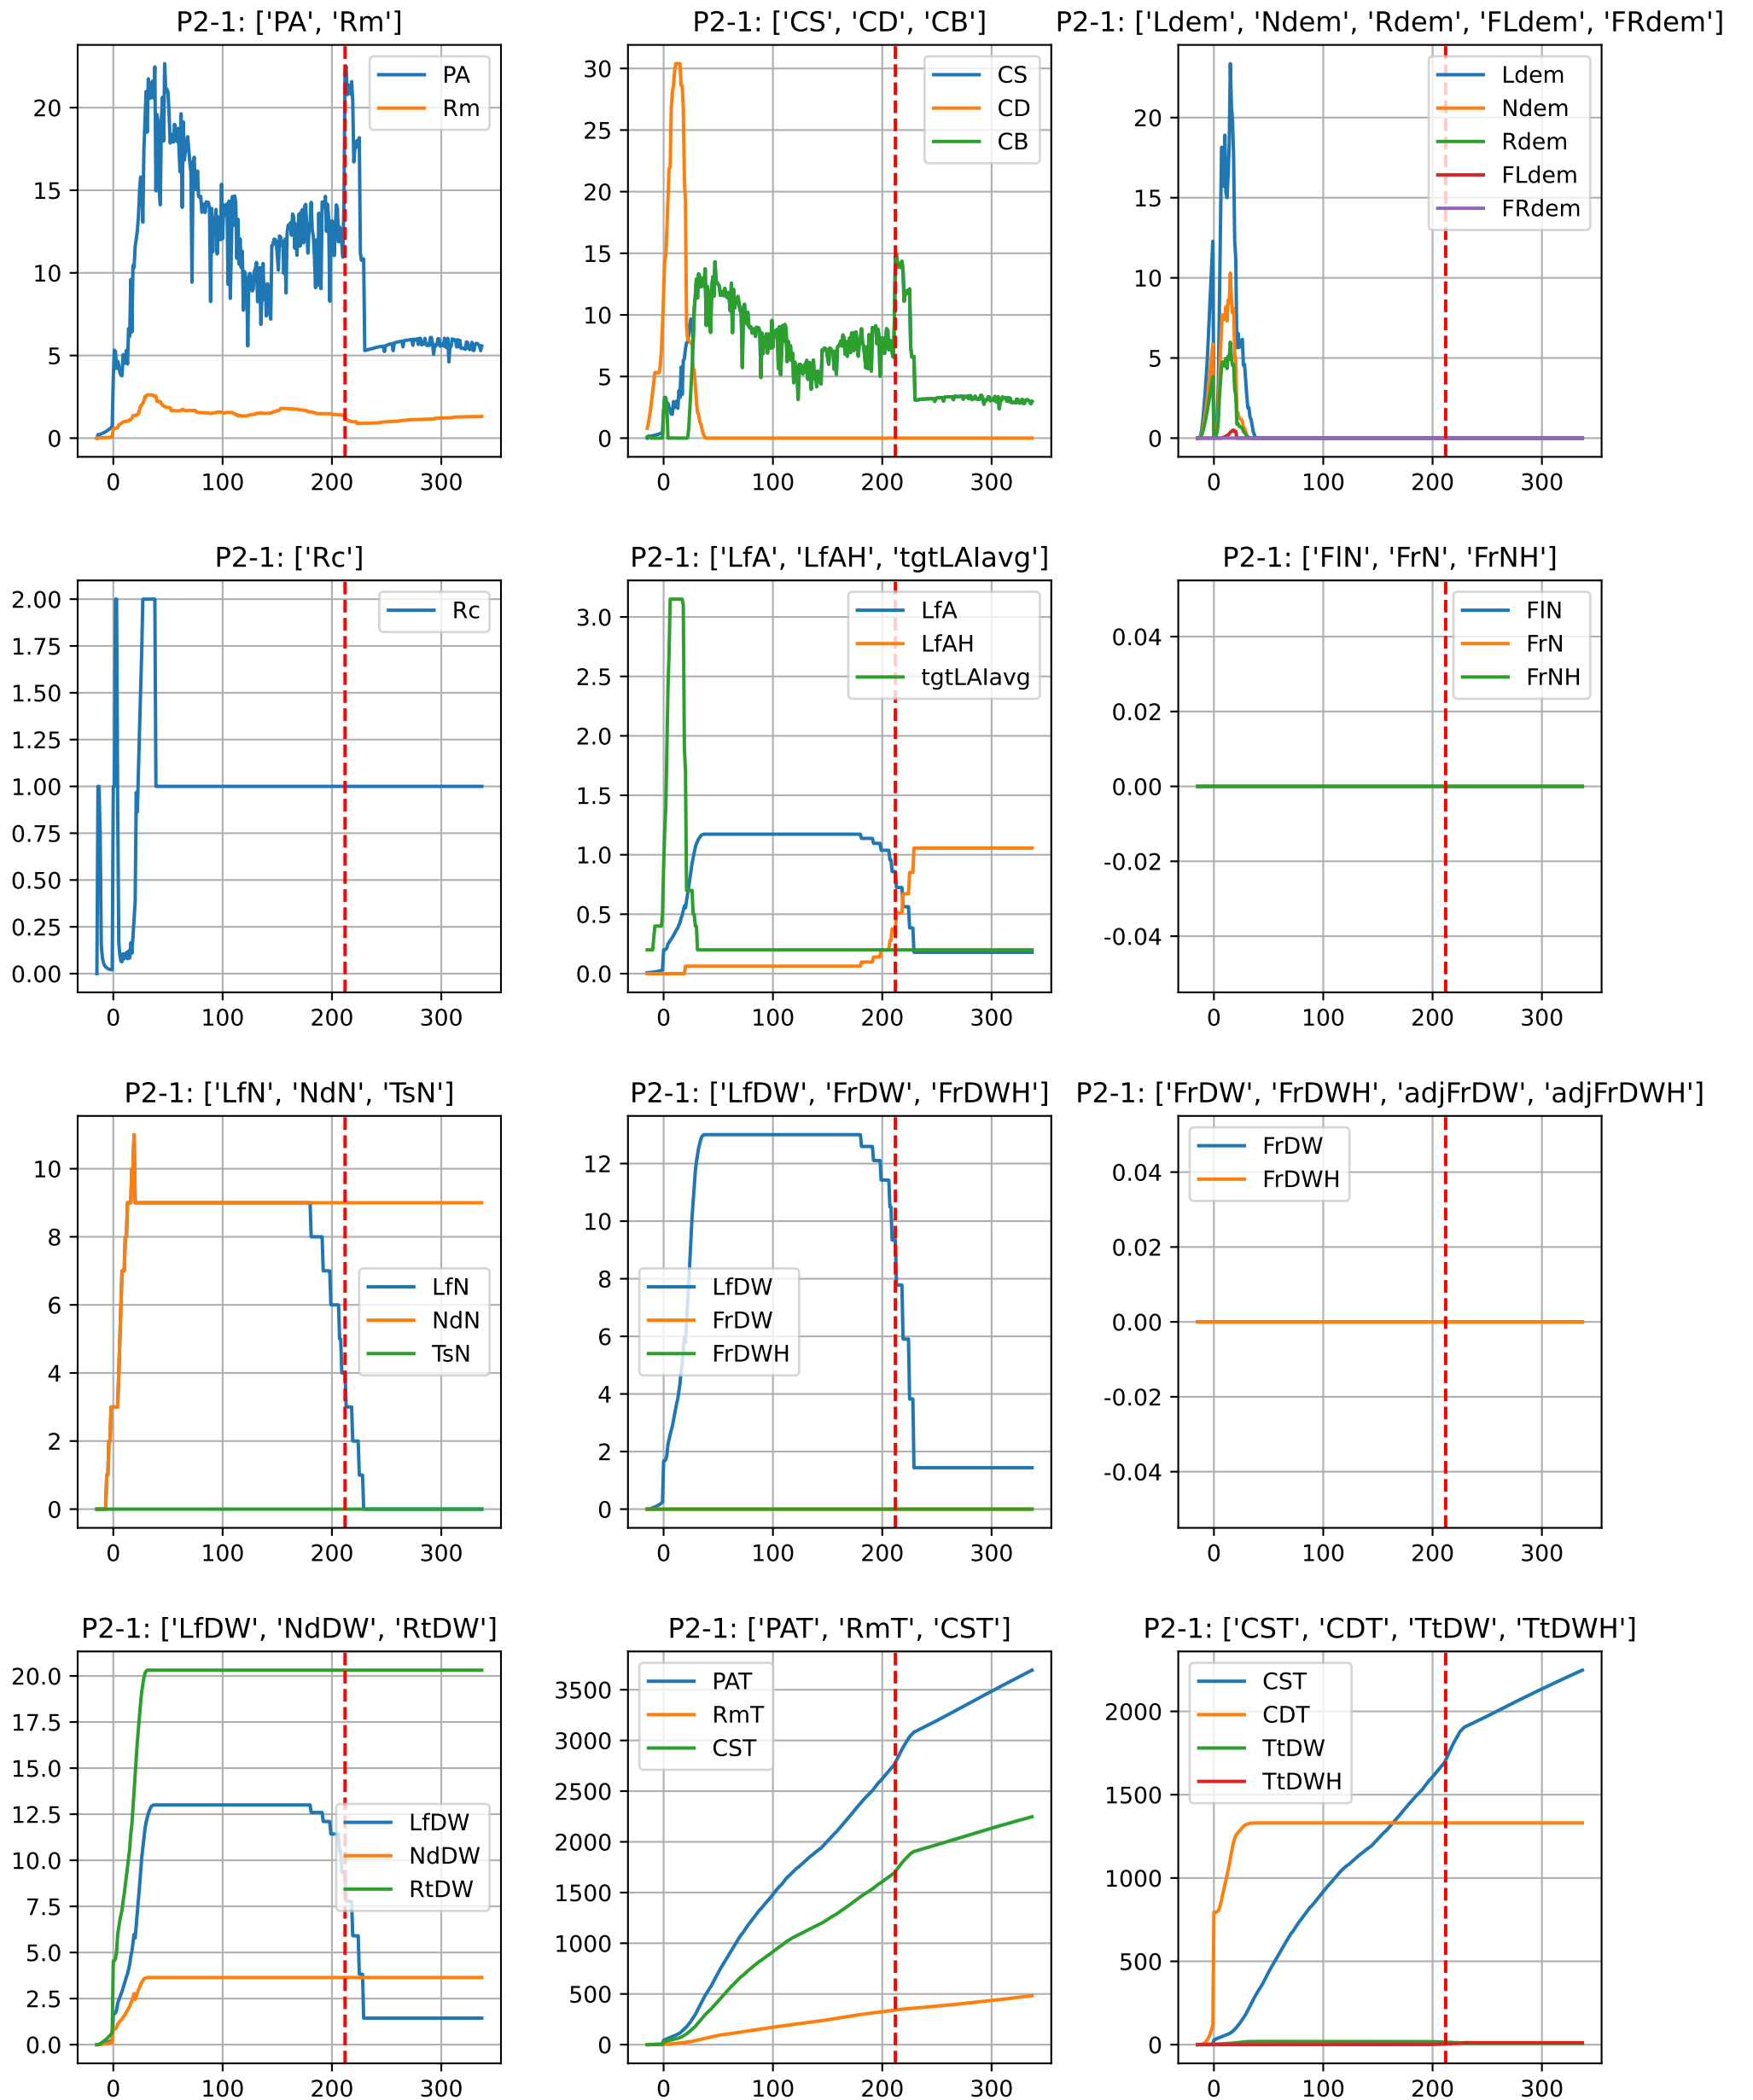 P2-1: ['PA', 'Rm']
PA
Rm
20
15
10
5
0
0 100 200 300
P2-1: ['CS', 'CD', 'CB']
CS
CD
CB
30
25
20
15
10
5
0
0 100 200 300
P2-1: ['Ldem', 'Ndem', 'Rdem', 'FLdem', 'FRdem']
Ldem
Ndem
Rdem
FLdem
FRdem
20
15
10
5
0
0 100 200 300
P2-1: ['Rc']
Rc
2.00
1.75
1.50
1.25
1.00
0.75
0.50
0.25
0.00
0 100 200 300
P2-1: ['LfA', 'LfAH', 'tgtLAIavg']
LfA
LfAH
tgtLAIavg
3.0
2.5
2.0
1.5
1.0
0.5
0.0
0 100 200 300
P2-1: ['FlN', 'FrN', 'FrNH']
FlN
FrN
FrNH
0.04
0.02
0.00
-0.02
-0.04
0 100 200 300
P2-1: ['LfN', 'NdN', 'TsN']
LfN
NdN
TsN
10
8
6
4
2
0
0 100 200 300
P2-1: ['LfDW', 'FrDW', 'FrDWH']
LfDW
FrDW
FrDWH
12
10
8
6
4
2
0
0 100 200 300
P2-1: ['FrDW', 'FrDWH', 'adjFrDW', 'adjFrDWH']
FrDW
FrDWH
0.04
0.02
0.00
-0.02
-0.04
0 100 200 300
P2-1: ['LfDW', 'NdDW', 'RtDW']
LfDW
NdDW
RtDW
20.0
17.5
15.0
12.5
10.0
7.5
5.0
2.5
0.0
0 100 200 300
P2-1: ['PAT', 'RmT', 'CST']
PAT
RmT
CST
3500
3000
2500
2000
1500
1000
500
0
0 100 200 300
P2-1: ['CST', 'CDT', 'TtDW', 'TtDWH']
CST
CDT
TtDW
TtDWH
2000
1500
1000
500
0
0 100 200 300